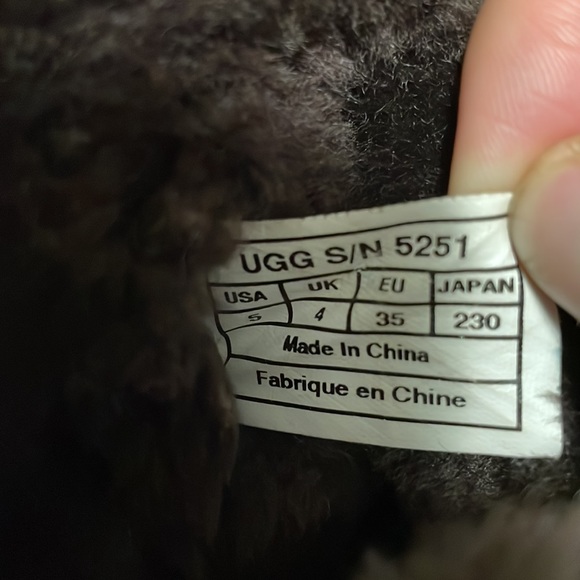 UGG S/N 5251
USA UK EU JAPAN
5 4 35 230
Made In China
Fabrique en Chine